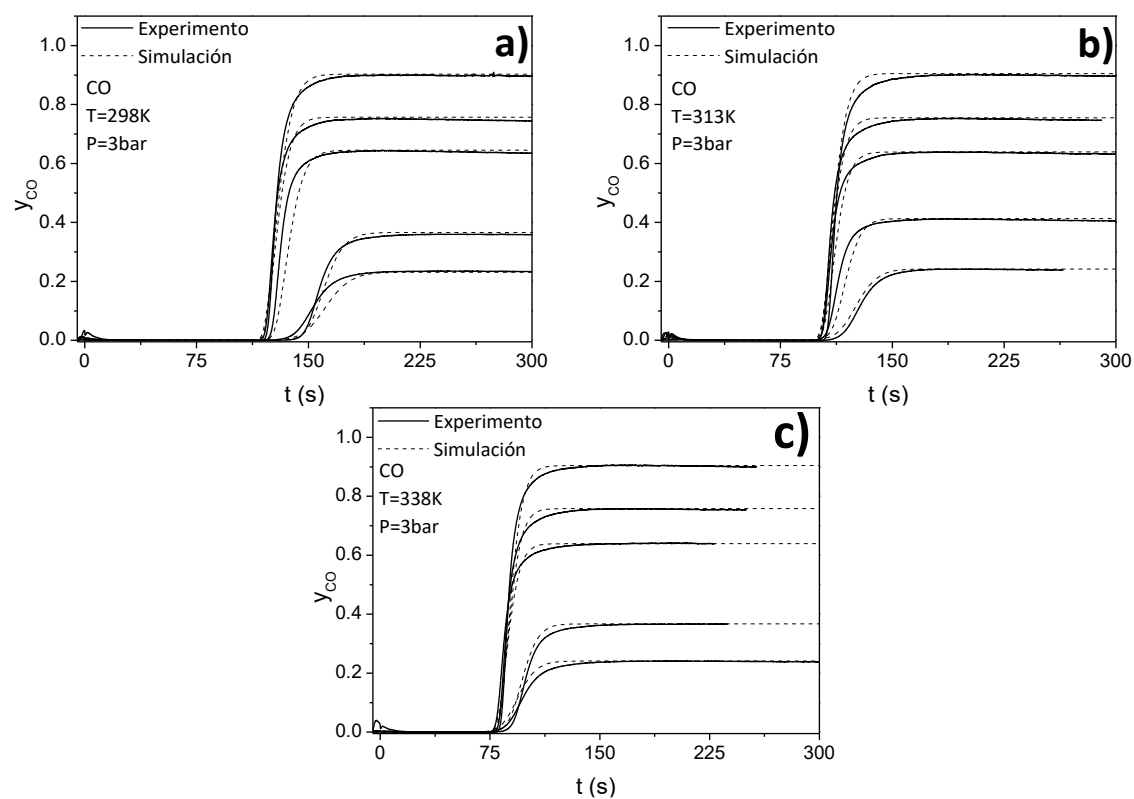 Experimento
Simulación
a)
CO
T=298K
P=3bar
1.0
0.8
0.6
0.4
0.2
0.0
yCO
0
75
150
225
300
t (s)
Experimento
Simulación
b)
CO
T=313K
P=3bar
1.0
0.8
0.6
0.4
0.2
0.0
yCO
0
75
150
225
300
t (s)
Experimento
Simulación
c)
CO
T=338K
P=3bar
1.0
0.8
0.6
0.4
0.2
0.0
yCO
0
75
150
225
300
t (s)